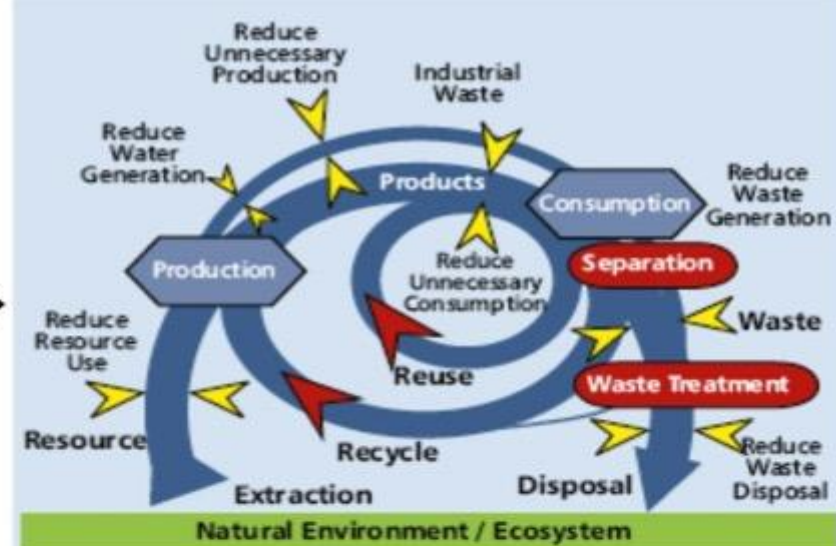 Reduce
Unnecessary
Production
Industrial
Waste
Reduce
Water
Generation
Products
Consumption
Reduce
Waste
Generation
Production
Separation
Reduce
Unnecessary
Consumption
Reduce
Resource
Use
Waste
Reuse
Waste Treatment
Resource
Recycle
Reduce
Waste
Disposal
Disposal
Extraction
Natural Environment / Ecosystem